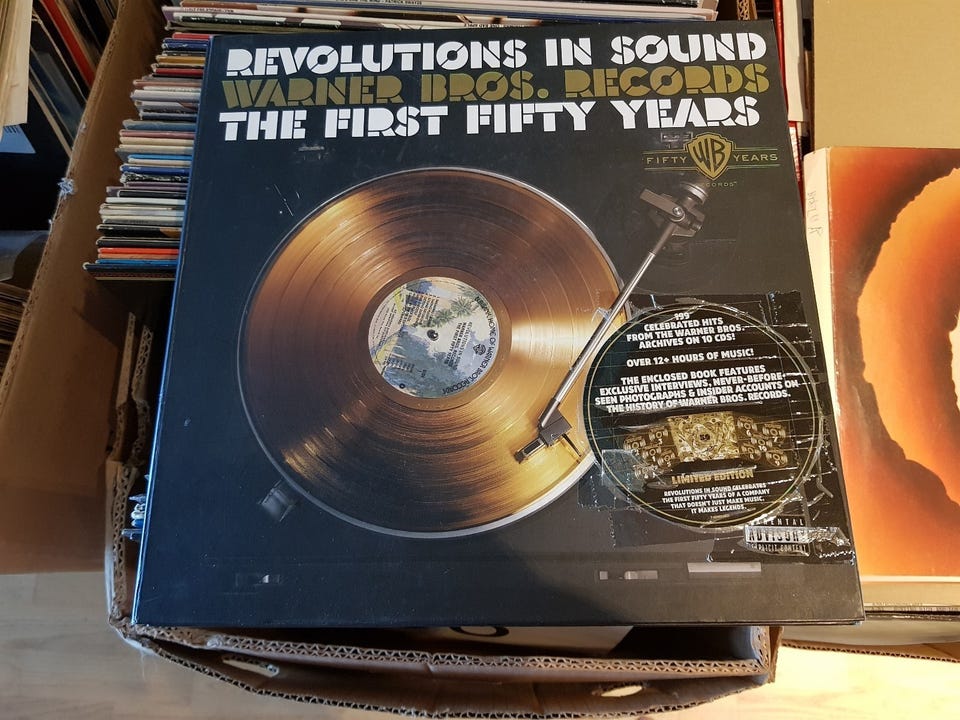 REVOLUTIONS IN SOUND
WARNER BROS. RECORDS
THE FIRST FIFTY YEARS
FIFTY WB YEARS
199
CELEBRATED HITS
FROM THE WARNER BROS.
ARCHIVES ON 10 CDS!
OVER 12+ HOURS OF MUSIC!
THE ENCLOSED BOOK FEATURES
EXCLUSIVE INTERVIEWS, NEVER-BEFORE-
SEEN PHOTOGRAPHS & INSIDER ACCOUNTS ON
THE HISTORY OF WARNER BROS. RECORDS.
LIMITED EDITION
REVOLUTIONS IN SOUND CELEBRATES
THE FIRST FIFTY YEARS OF A COMPANY
THAT DOESN'T JUST MAKE MUSIC.
IT MAKES LEGENDS.